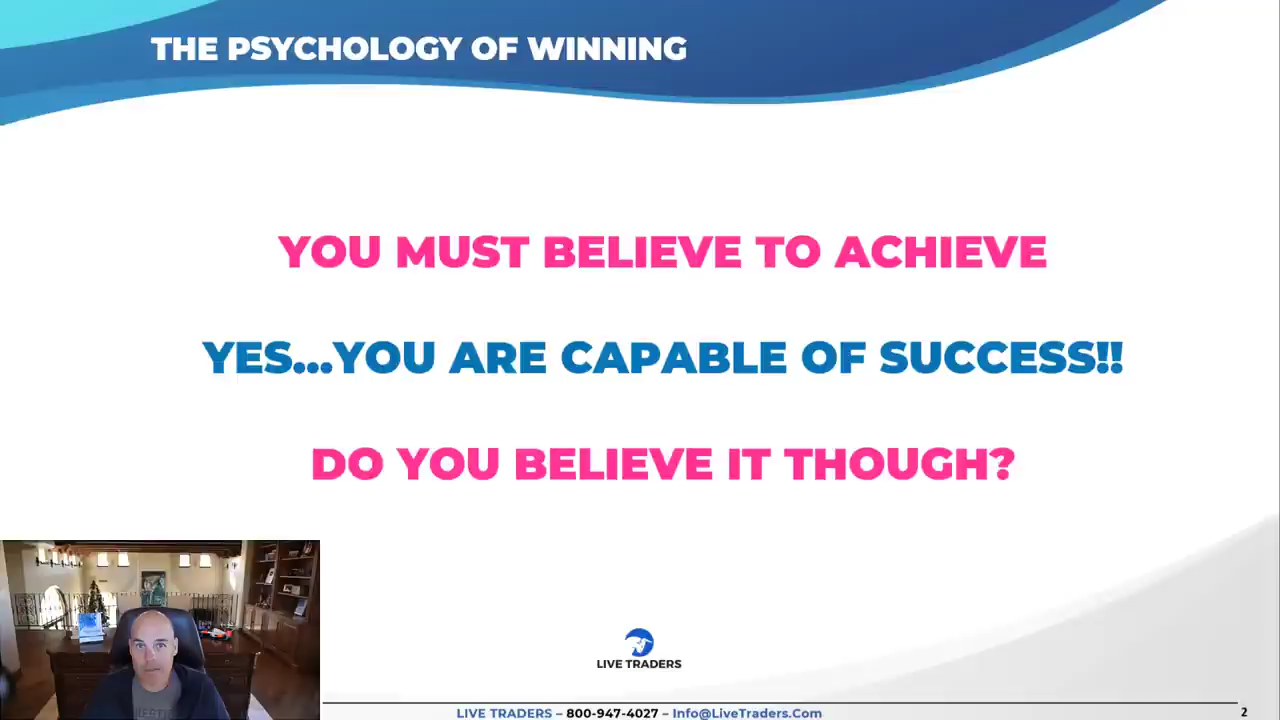 THE PSYCHOLOGY OF WINNING
YOU MUST BELIEVE TO ACHIEVE
YES...YOU ARE CAPABLE OF SUCCESS!!
DO YOU BELIEVE IT THOUGH?
LIVE TRADERS
LIVE TRADERS – 800-947-4027 – Info@LiveTraders.Com
2